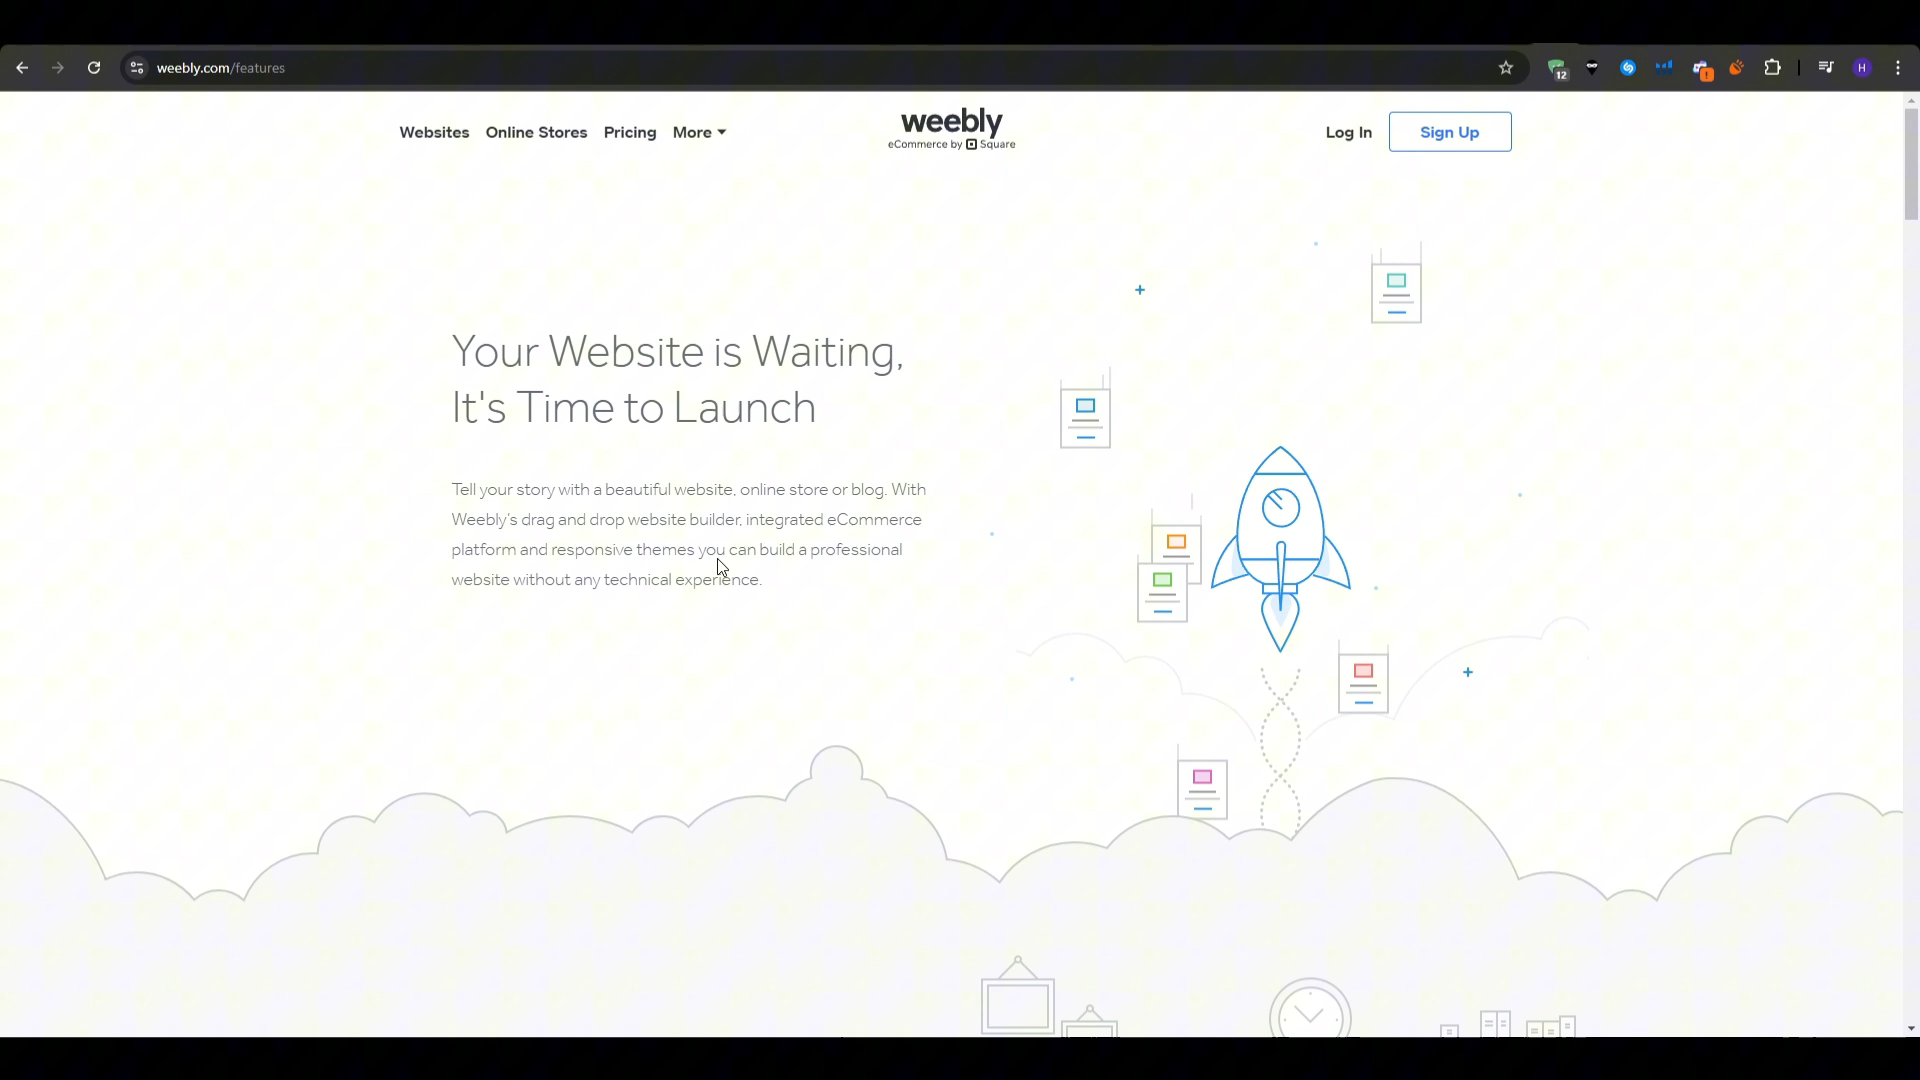 weebly.com/features
12
!
H
Websites
Online Stores
Pricing
More
weebly
eCommerce by Square
Log In
Sign Up
Your Website is Waiting,
It's Time to Launch
Tell your story with a beautiful website, online store or blog. With
Weebly's drag and drop website builder, integrated eCommerce
platform and responsive themes you can build a professional
website without any technical experience.